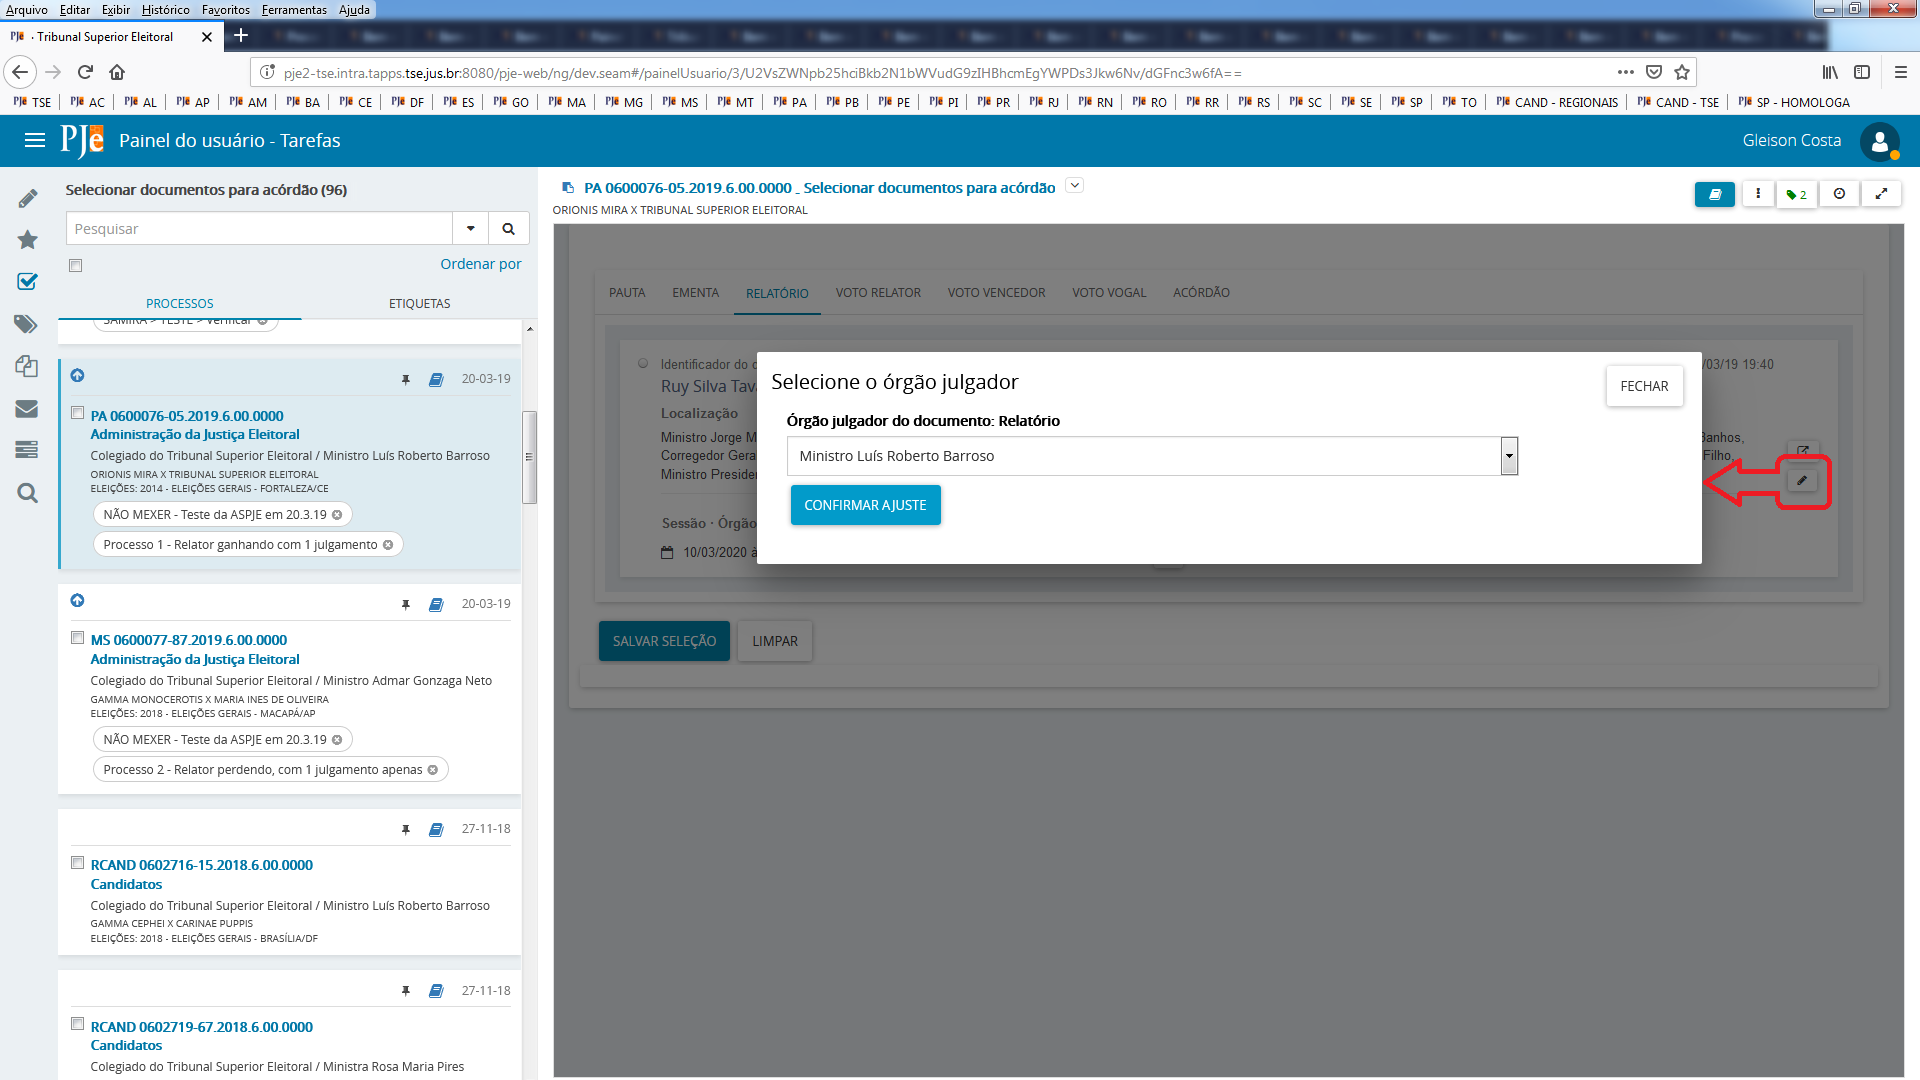 Arquivo Editar Exibir Histórico Favoritos Ferramentas Ajuda
PJe · Tribunal Superior Eleitoral
pje2-tse.intra.tapps.tse.jus.br:8080/pje-web/ng/dev.seam#/painelUsuario/3/U2VsZWNpb25hciBkb2N1bWVudG9zIHBhcmEgYWPDs3Jkw6Nv/dGFnc3w6fA==
PJe TSE PJe AC PJe AL PJe AP PJe AM PJe BA PJe CE PJe DF PJe ES PJe GO PJe MA PJe MG PJe MS PJe MT PJe PA PJe PB PJe PE PJe PI PJe PR PJe RJ PJe RN PJe RO PJe RR PJe RS PJe SC PJe SE PJe SP PJe TO PJe CAND - REGIONAIS PJe CAND - TSE PJe SP - HOMOLOGA
PJe Painel do usuário - Tarefas
Gleison Costa
Selecionar documentos para acórdão (96)
Pesquisar
Ordenar por
PROCESSOS ETIQUETAS
SAMIRA > TESTE > Verificar
20-03-19
PA 0600076-05.2019.6.00.0000
Administração da Justiça Eleitoral
Colegiado do Tribunal Superior Eleitoral / Ministro Luís Roberto Barroso
ORIONIS MIRA X TRIBUNAL SUPERIOR ELEITORAL
ELEIÇÕES: 2014 - ELEIÇÕES GERAIS - FORTALEZA/CE
NÃO MEXER - Teste da ASPJE em 20.3.19
Processo 1 - Relator ganhando com 1 julgamento
20-03-19
MS 0600077-87.2019.6.00.0000
Administração da Justiça Eleitoral
Colegiado do Tribunal Superior Eleitoral / Ministro Admar Gonzaga Neto
GAMMA MONOCEROTIS X MARIA INES DE OLIVEIRA
ELEIÇÕES: 2018 - ELEIÇÕES GERAIS - MACAPÁ/AP
NÃO MEXER - Teste da ASPJE em 20.3.19
Processo 2 - Relator perdendo, com 1 julgamento apenas
27-11-18
RCAND 0602716-15.2018.6.00.0000
Candidatos
Colegiado do Tribunal Superior Eleitoral / Ministro Luís Roberto Barroso
GAMMA CEPHEI X CARINAE PUPPIS
ELEIÇÕES: 2018 - ELEIÇÕES GERAIS - BRASÍLIA/DF
27-11-18
RCAND 0602719-67.2018.6.00.0000
Candidatos
Colegiado do Tribunal Superior Eleitoral / Ministra Rosa Maria Pires
PA 0600076-05.2019.6.00.0000 - Selecionar documentos para acórdão
2
ORIONIS MIRA X TRIBUNAL SUPERIOR ELEITORAL
PAUTA EMENTA RELATÓRIO VOTO RELATOR VOTO VENCEDOR VOTO VOGAL ACÓRDÃO
Identificador do
/03/19 19:40
Ruy Silva
Localização
Ministro Jorge
Corregedor
Filho,
Ministro
Sessão · Órgão
10/03/2020
Selecione o órgão julgador
FECHAR
Órgão julgador do documento: Relatório
Ministro Luís Roberto Barroso
CONFIRMAR AJUSTE
SALVAR SELEÇÃO LIMPAR